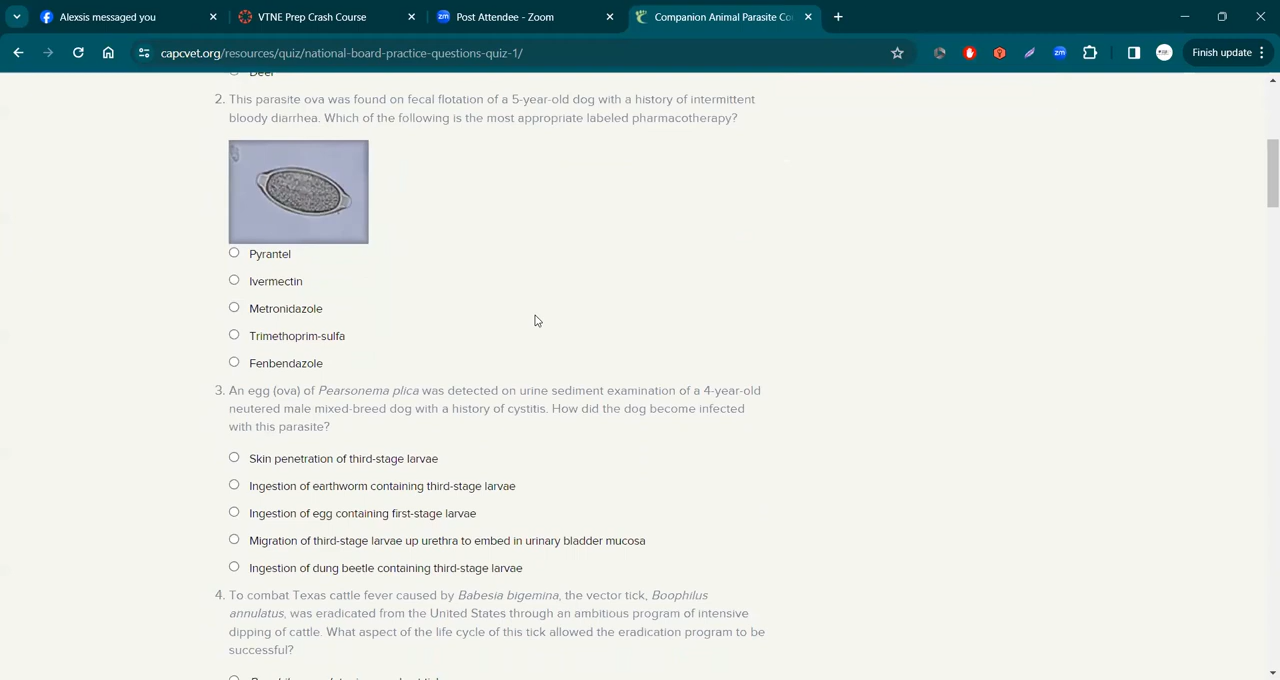 Alexsis messaged you
VTNE Prep Crash Course
Post Attendee - Zoom
Companion Animal Parasite Co
capcvet.org/resources/quiz/national-board-practice-questions-quiz-1/
Finish update
Deer
2. This parasite ova was found on fecal flotation of a 5-year-old dog with a history of intermittent
bloody diarrhea. Which of the following is the most appropriate labeled pharmacotherapy?
Pyrantel
Ivermectin
Metronidazole
Trimethoprim-sulfa
Fenbendazole
3. An egg (ova) of Pearsonema plica was detected on urine sediment examination of a 4-year-old
neutered male mixed-breed dog with a history of cystitis. How did the dog become infected
with this parasite?
Skin penetration of third-stage larvae
Ingestion of earthworm containing third-stage larvae
Ingestion of egg containing first-stage larvae
Migration of third-stage larvae up urethra to embed in urinary bladder mucosa
Ingestion of dung beetle containing third-stage larvae
4. To combat Texas cattle fever caused by Babesia bigemina, the vector tick, Boophilus
annulatus, was eradicated from the United States through an ambitious program of intensive
dipping of cattle. What aspect of the life cycle of this tick allowed the eradication program to be
successful?